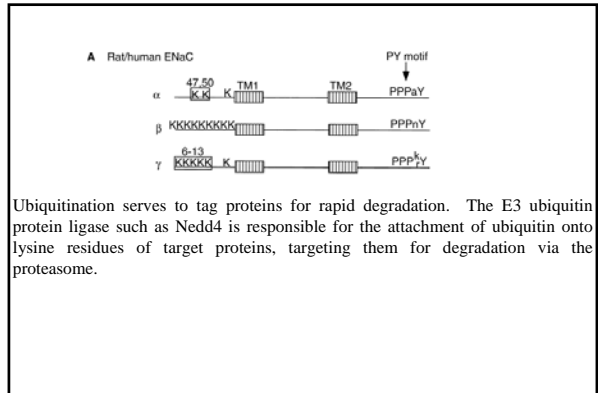 A Rat/human ENaC
PY motif
47,50
α K K K TM1 TM2 PPPaY
β KKKKKKKKK PPPnY
6-13
γ KKKKK K PPPkrY
Ubiquitination serves to tag proteins for rapid degradation. The E3 ubiquitin
protein ligase such as Nedd4 is responsible for the attachment of ubiquitin onto
lysine residues of target proteins, targeting them for degradation via the
proteasome.